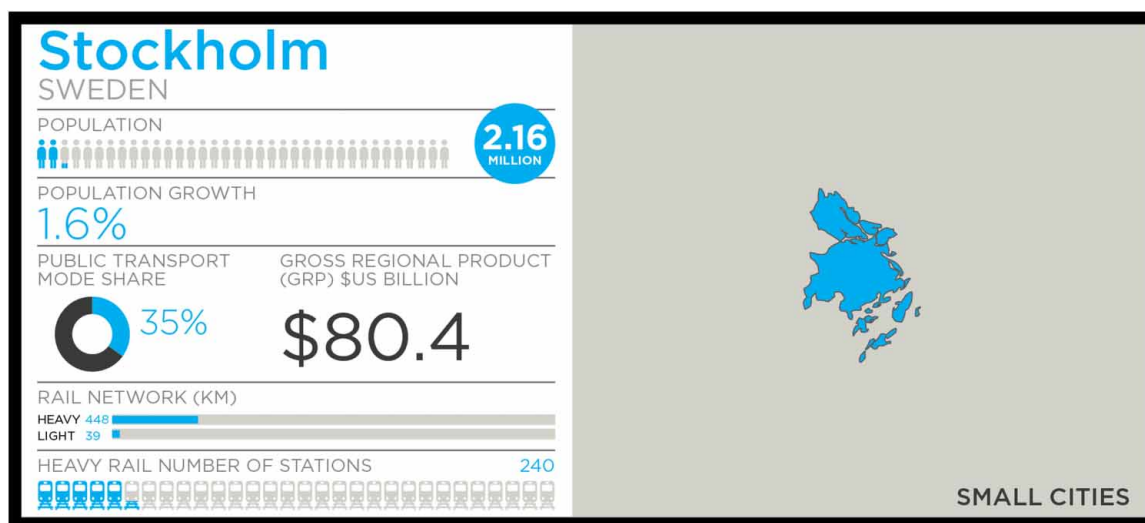 Stockholm
SWEDEN
POPULATION
2.16
MILLION
POPULATION GROWTH
1.6%
PUBLIC TRANSPORT
MODE SHARE
35%
GROSS REGIONAL PRODUCT
(GRP) $US BILLION
$80.4
RAIL NETWORK (KM)
HEAVY 448
LIGHT 39
HEAVY RAIL NUMBER OF STATIONS 240
SMALL CITIES